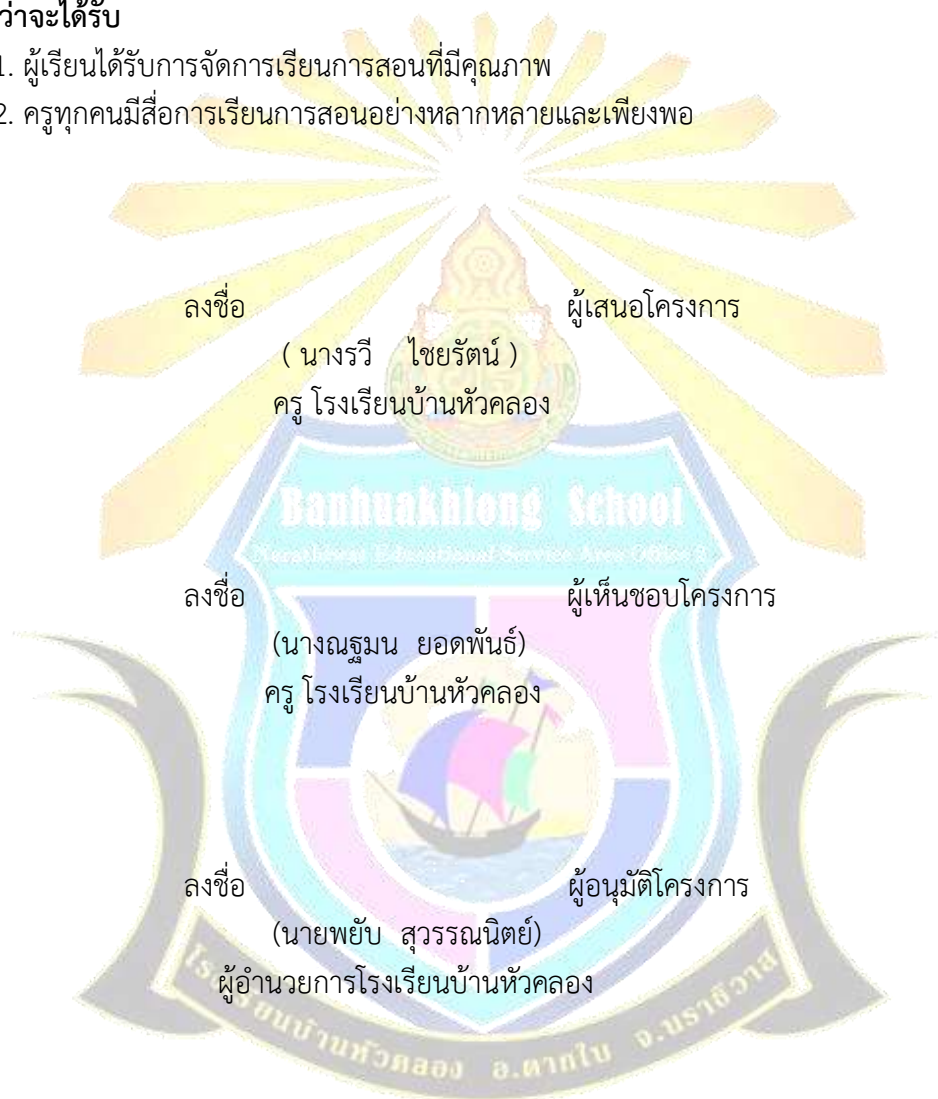 ว่าจะได้รับ
1. ผู้เรียนได้รับการจัดการเรียนการสอนที่มีคุณภาพ
2. ครูทุกคนมีสื่อการเรียนการสอนอย่างหลากหลายและเพียงพอ
ลงชื่อ ผู้เสนอโครงการ
( นางรวี ไชยรัตน์ )
ครู โรงเรียนบ้านหัวคลอง
Banhuakhlong School
Narathiwat Educational Service Area Office 2
ลงชื่อ ผู้เห็นชอบโครงการ
(นางณฐมน ยอดพันธ์)
ครู โรงเรียนบ้านหัวคลอง
ลงชื่อ ผู้อนุมัติโครงการ
(นายพยับ สุวรรณนิตย์)
ผู้อำนวยการโรงเรียนบ้านหัวคลอง
โรงเรียนบ้านหัวคลอง อ.ตากใบ จ.นราธิวาส